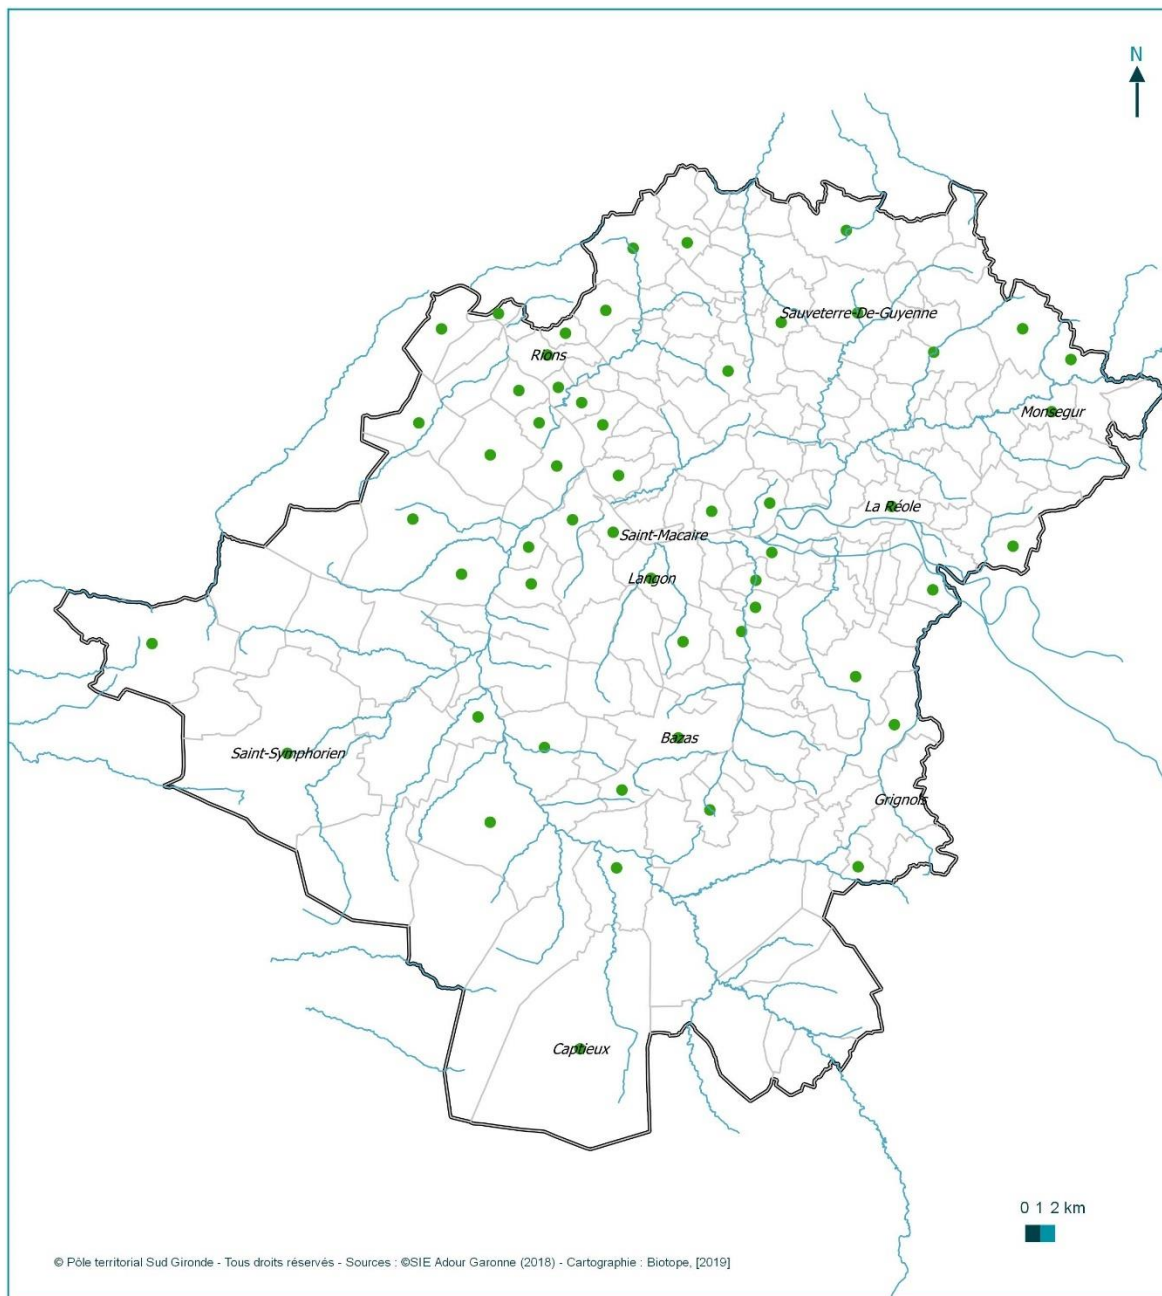 N
Sauveterre-De-Guyenne
Rions
Monsegur
La Réole
Saint-Macaire
Langon
Bazas
Saint-Symphorien
Grignols
Captieux
0 1 2 km
© Pôle territorial Sud Gironde - Tous droits réservés - Sources : ©SIE Adour Garonne (2018) - Cartographie : Biotope, [2019]